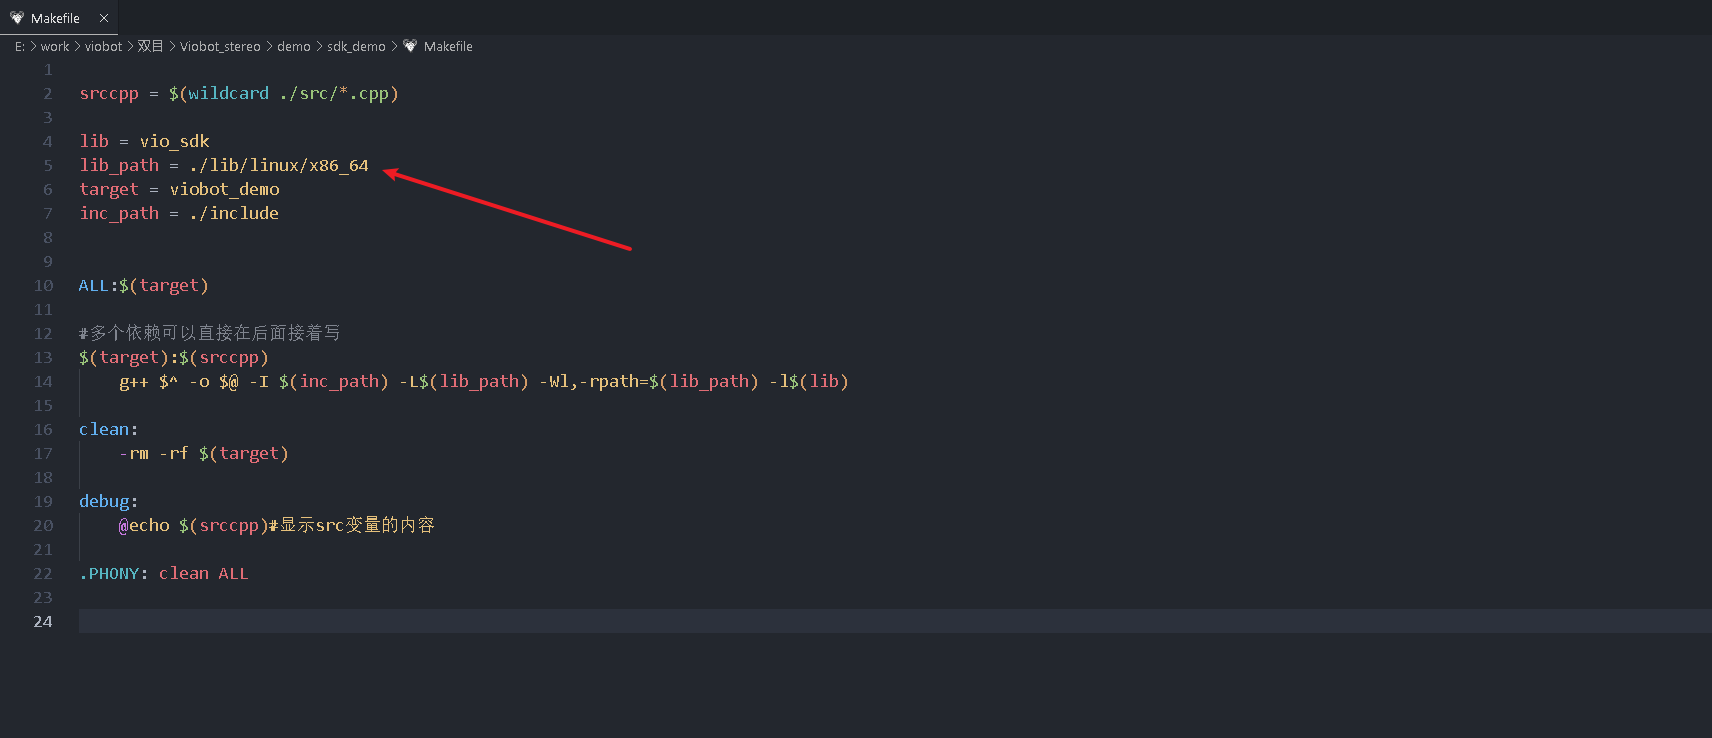 Makefile ×
E: > work > viobot > 双目 > Viobot_stereo > demo > sdk_demo > Makefile
1
2 srccpp = $(wildcard ./src/*.cpp)
3
4 lib = vio_sdk
5 lib_path = ./lib/linux/x86_64
6 target = viobot_demo
7 inc_path = ./include
8
9
10 ALL:$(target)
11
12 #多个依赖可以直接在后面接着写
13 $(target):$(srccpp)
14 g++ $^ -o $@ -I $(inc_path) -L$(lib_path) -Wl,-rpath=$(lib_path) -l$(lib)
15
16 clean:
17 -rm -rf $(target)
18
19 debug:
20 @echo $(srccpp)#显示src变量的内容
21
22 .PHONY: clean ALL
23
24